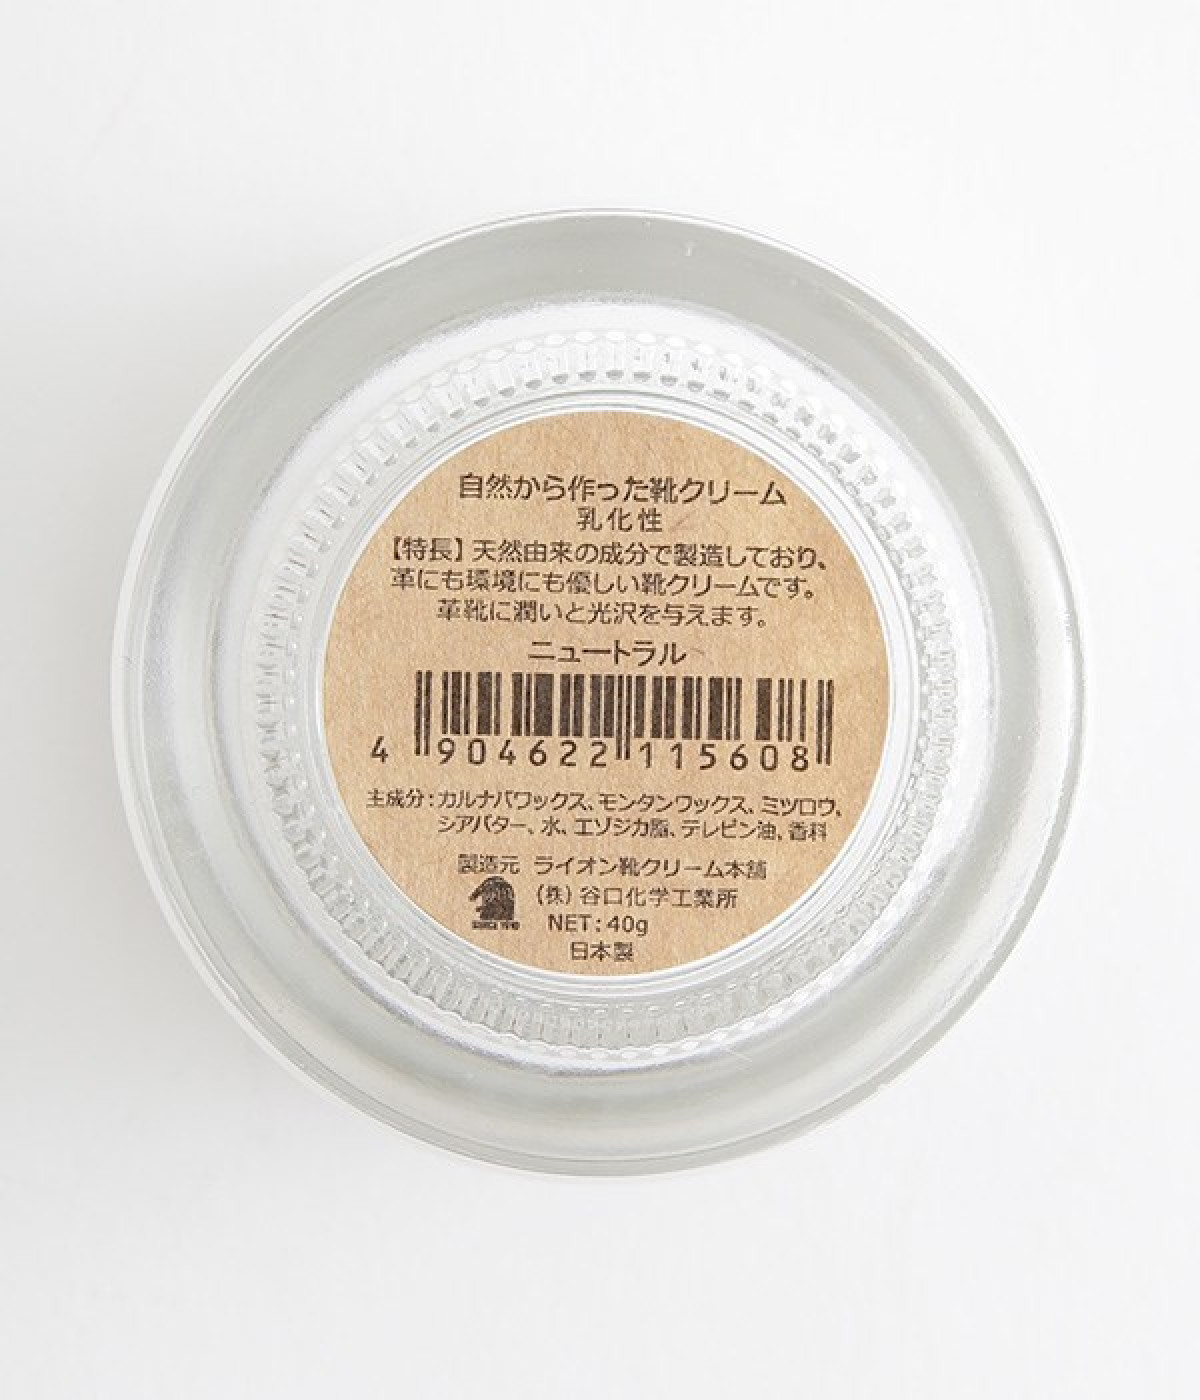 自然から作った靴クリーム
乳化性
【特長】天然由来の成分で製造しており、
革にも環境にも優しい靴クリームです。
革靴に潤いと光沢を与えます。
ニュートラル
4 904622 115608
主成分:カルナバワックス、モンタンワックス、ミツロウ、
シアバター、水、エゾジカ脂、テレピン油、香料
製造元 ライオン靴クリーム本舗
(株)谷口化学工業所
NET:40g
日本製